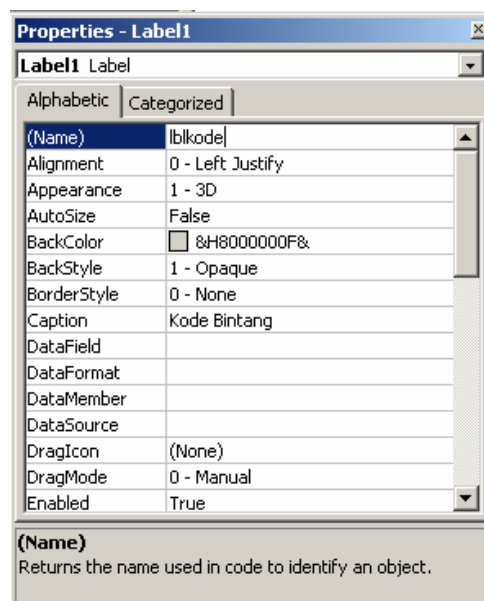 Properties - Label1
Label1 Label
Alphabetic Categorized
(Name) lblkode
Alignment 0 - Left Justify
Appearance 1 - 3D
AutoSize False
BackColor &H8000000F&
BackStyle 1 - Opaque
BorderStyle 0 - None
Caption Kode Bintang
DataField
DataFormat
DataMember
DataSource
DragIcon (None)
DragMode 0 - Manual
Enabled True
(Name)
Returns the name used in code to identify an object.